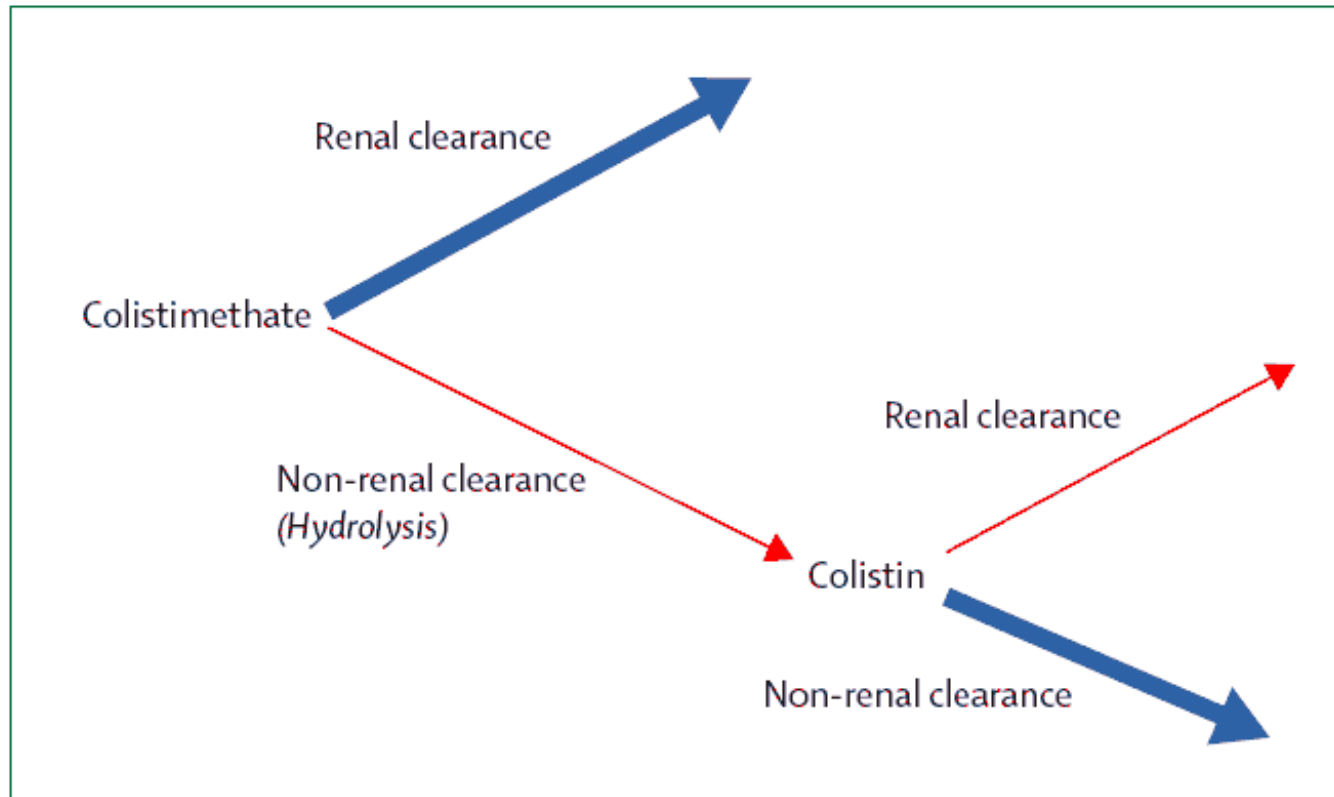 Renal clearance
Colistimethate
Renal clearance
Non-renal clearance
(Hydrolysis)
Colistin
Non-renal clearance